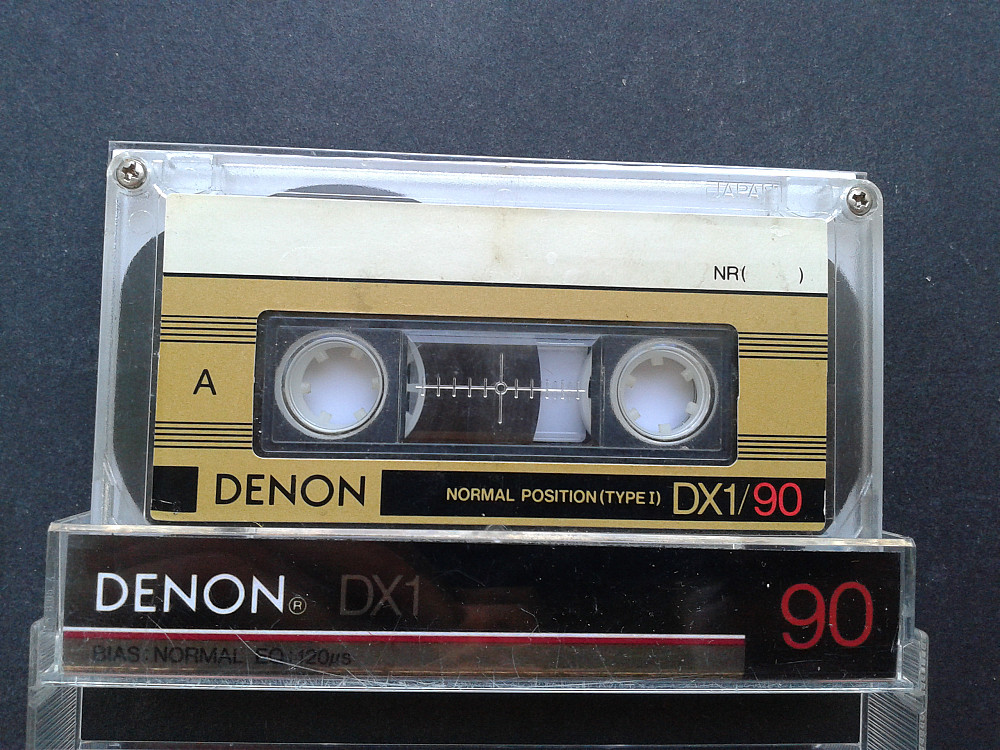 JAPAN
NR( )
A
DENON NORMAL POSITION (TYPE I) DX1/90
DENON® DX1 90
BIAS: NORMAL EQ: 120μs